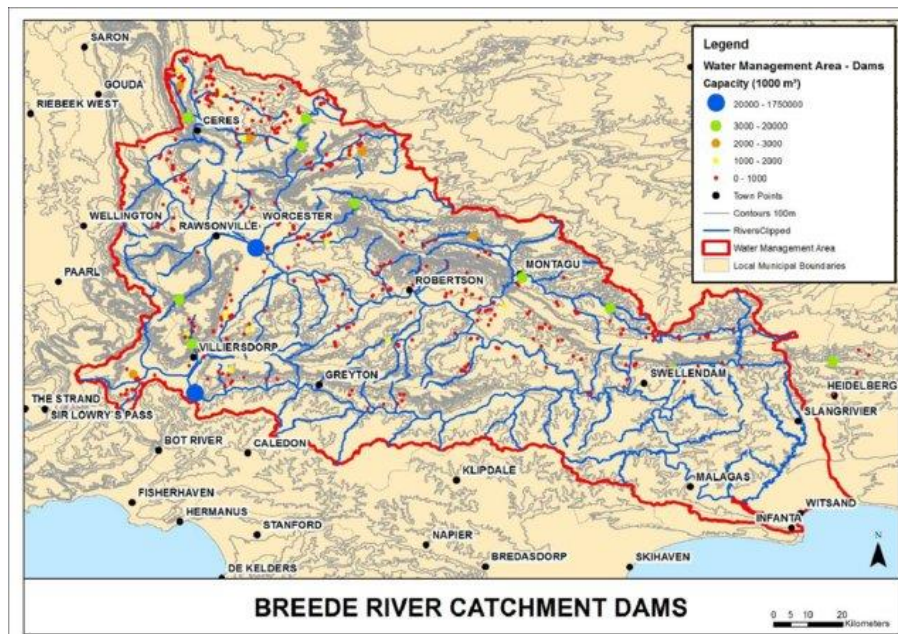 SARON
GOUDA
RIEBEEK WEST
CERES
WELLINGTON
WORCESTER
RAWSONVILLE
PAARL
MONTAGU
ROBERTSON
VILLIERSDORP
GREYTON
SWELLENDAM
HEIDELBERG
THE STRAND
SIR LOWRY'S PASS
SLANGRIVIER
BOT RIVER
CALEDON
KLIPDALE
MALAGAS
FISHERHAVEN
WITSAND
HERMANUS
INFANTA
STANFORD
NAPIER
BREDASDORP
SKIHAVEN
DE KELDERS
Legend
Water Management Area - Dams
Capacity (1000 m³)
20000 - 1750000
3000 - 20000
2000 - 3000
1000 - 2000
0 - 1000
Town Points
Contours 100m
RiversClipped
Water Management Area
Local Municipal Boundaries
N
BREEDE RIVER CATCHMENT DAMS
0 5 10 20
Kilometers